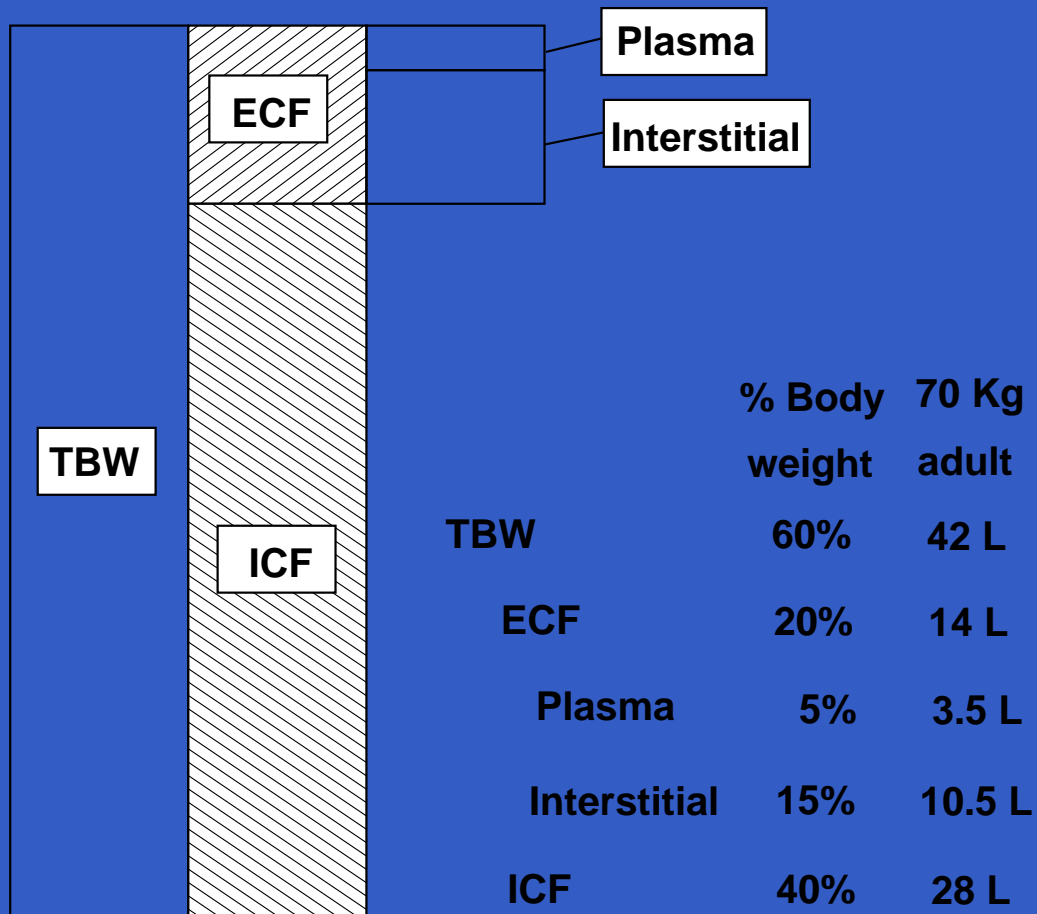 Plasma
ECF
Interstitial
TBW
ICF
% Body 70 Kg
weight adult
TBW 60% 42 L
ECF 20% 14 L
Plasma 5% 3.5 L
Interstitial 15% 10.5 L
ICF 40% 28 L